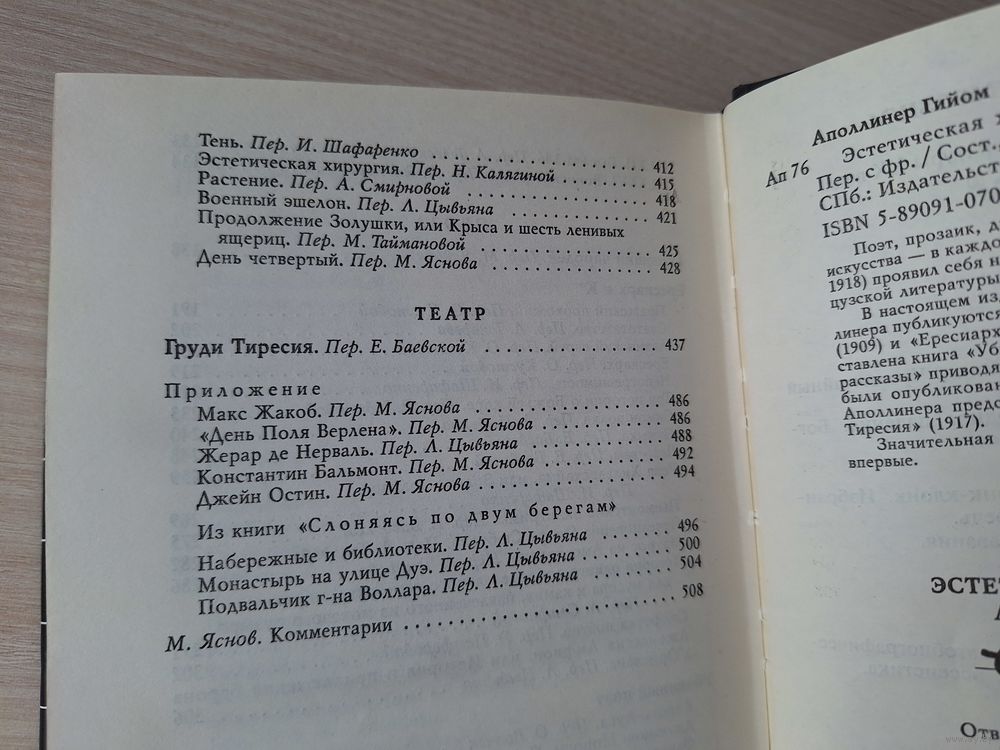 Тень. Пер. И. Шафаренко . . . . . . . . . . . . . . . . . . . . 412
Эстетическая хирургия. Пер. Н. Калягиной . . . . . . . . 415
Растение. Пер. А. Смирновой . . . . . . . . . . . . . . . . . 418
Военный эшелон. Пер. Л. Цывьяна . . . . . . . . . . . . . 421
Продолжение Золушки, или Крыса и шесть ленивых
ящериц. Пер. М. Таймановой . . . . . . . . . . . . . . . . 425
День четвертый. Пер. М. Яснова . . . . . . . . . . . . . . . 428
ТЕАТР
Груди Тиресия. Пер. Е. Баевской . . . . . . . . . . . . . . . 437
Приложение
Макс Жакоб. Пер. М. Яснова . . . . . . . . . . . . . . . . 486
«День Поля Верлена». Пер. М. Яснова . . . . . . . . . . 486
Жерар де Нерваль. Пер. Л. Цывьяна . . . . . . . . . . . . 488
Константин Бальмонт. Пер. М. Яснова . . . . . . . . . . 492
Джейн Остин. Пер. М. Яснова . . . . . . . . . . . . . . . 494
Из книги «Слоняясь по двум берегам»
Набережные и библиотеки. Пер. Л. Цывьяна . . . . . . . 496
Монастырь на улице Дуэ. Пер. Л. Цывьяна . . . . . . . . 500
Подвальчик г-на Воллара. Пер. Л. Цывьяна . . . . . . . . 504
М. Яснов. Комментарии . . . . . . . . . . . . . . . . . . . . 508
Аполлинер Гийом
Ап 76
Эстетическая
Пер. с фр. / Сост.
СПб.: Издательст
ISBN 5-89091-070
Поэт, прозаик, д
искусства — в каждо
1918) проявил себя н
цузской литературы
В настоящем из
линера публикуются
(1909) и «Ересиарх
ставлена книга «Уб
рассказы» приводя
были опубликован
Аполлинера предс
Тиресия» (1917).
Значительная
впервые.
ЭСТЕ
Отв